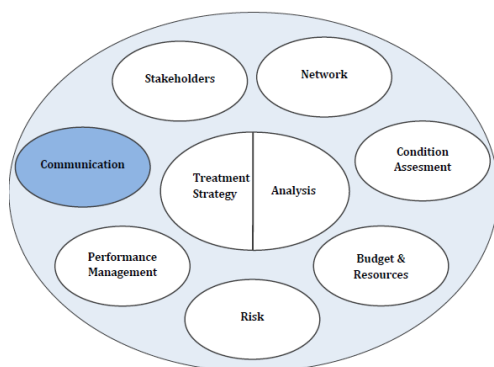 Stakeholders
Network
Communication
Condition
Assesment
Treatment
Strategy
Analysis
Performance
Management
Budget &
Resources
Risk